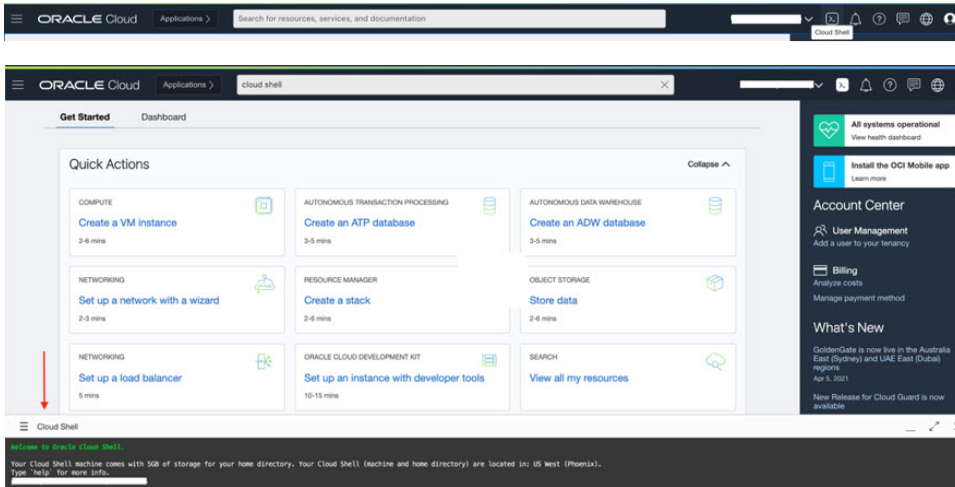 ORACLE Cloud Applications > Search for resources, services, and documentation
Cloud Shell
ORACLE Cloud Applications > cloud shell
Get Started Dashboard
Quick Actions Collapse
COMPUTE
Create a VM instance
2-6 mins
AUTONOMOUS TRANSACTION PROCESSING
Create an ATP database
3-5 mins
AUTONOMOUS DATA WAREHOUSE
Create an ADW database
3-5 mins
NETWORKING
Set up a network with a wizard
2-3 mins
RESOURCE MANAGER
Create a stack
2-6 mins
OBJECT STORAGE
Store data
2-6 mins
NETWORKING
Set up a load balancer
5 mins
ORACLE CLOUD DEVELOPMENT KIT
Set up an instance with developer tools
10-15 mins
SEARCH
View all my resources
All systems operational
View health dashboard
Install the OCI Mobile app
Learn more
Account Center
User Management
Add a user to your tenancy
Billing
Analyze costs
Manage payment method
What's New
GoldenGate is now live in the Australia
East (Sydney) and UAE East (Dubai)
regions
Apr 5, 2021
New Release for Cloud Guard is now
available
Cloud Shell
Welcome to Oracle Cloud Shell.
Your Cloud Shell machine comes with 5GB of storage for your home directory. Your Cloud Shell (machine and home directory) are located in: US West (Phoenix).
Type `help` for more info.